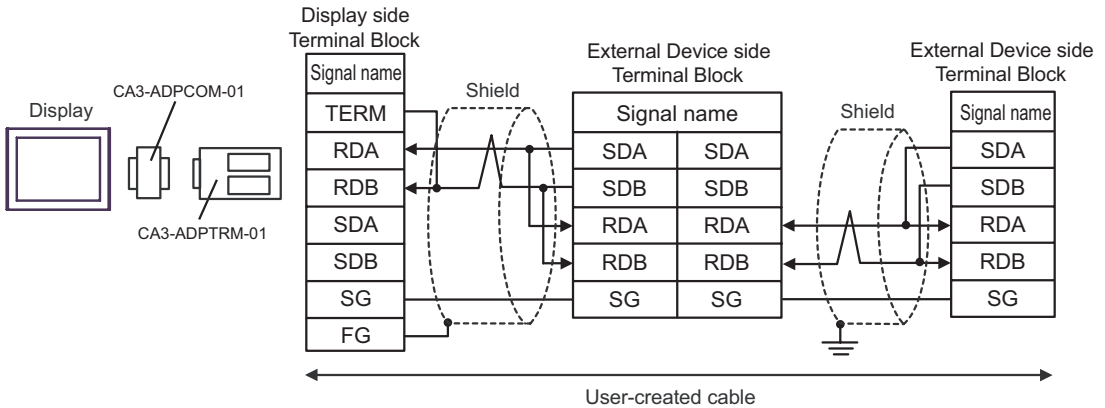 Display
CA3-ADPCOM-01
CA3-ADPTRM-01
Display side
Terminal Block
Signal name
TERM
RDA
RDB
SDA
SDB
SG
FG
Shield
External Device side
Terminal Block
Signal name
SDA SDA
SDB SDB
RDA RDA
RDB RDB
SG SG
Shield
External Device side
Terminal Block
Signal name
SDA
SDB
RDA
RDB
SG
User-created cable